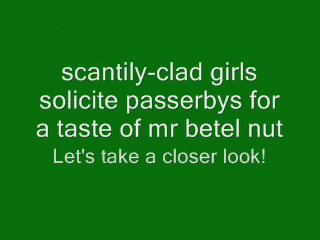 scantily-clad girls
solicite passerbys for
a taste of mr betel nut
Let's take a closer look!